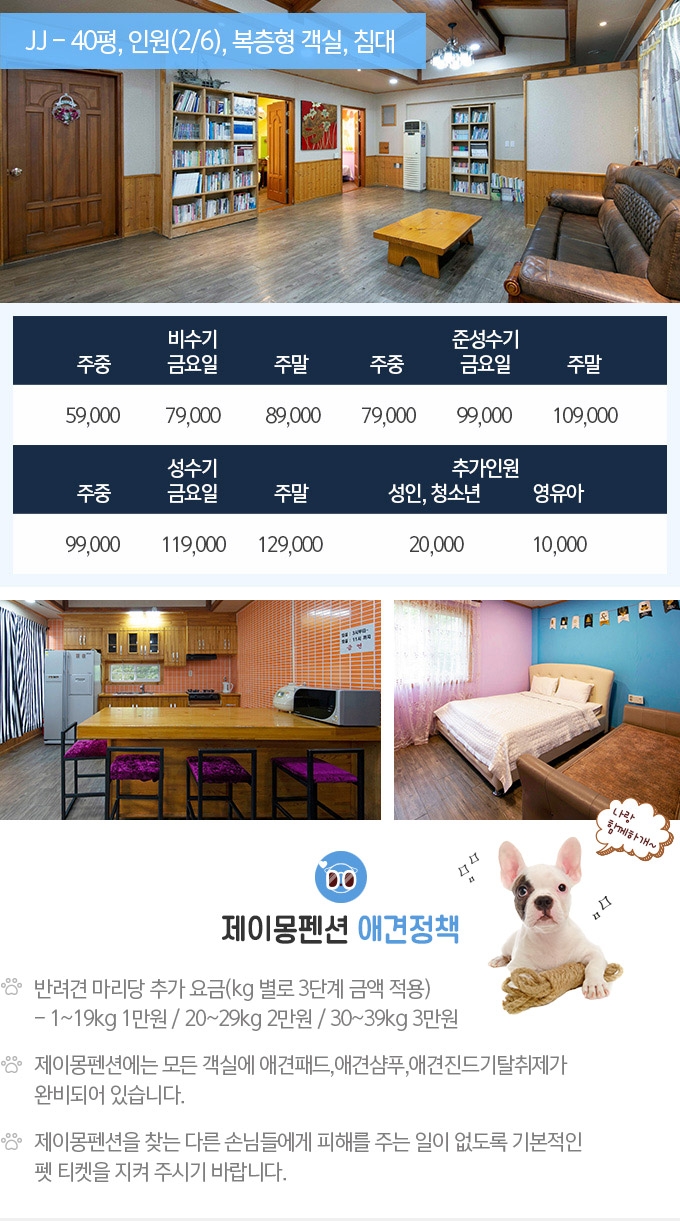 JJ - 40평, 인원(2/6), 복층형 객실, 침대
비수기 준성수기
주중 금요일 주말 주중 금요일 주말
59,000 79,000 89,000 79,000 99,000 109,000
성수기 추가인원
주중 금요일 주말 성인, 청소년 영유아
99,000 119,000 129,000 20,000 10,000
금 연
나랑
함께하개~
제이몽펜션 애견정책
반려견 마리당 추가 요금(kg 별로 3단계 금액 적용)
- 1~19kg 1만원 / 20~29kg 2만원 / 30~39kg 3만원
제이몽펜션에는 모든 객실에 애견패드,애견샴푸,애견진드기탈취제가
완비되어 있습니다.
제이몽펜션을 찾는 다른 손님들에게 피해를 주는 일이 없도록 기본적인
펫 티켓을 지켜 주시기 바랍니다.